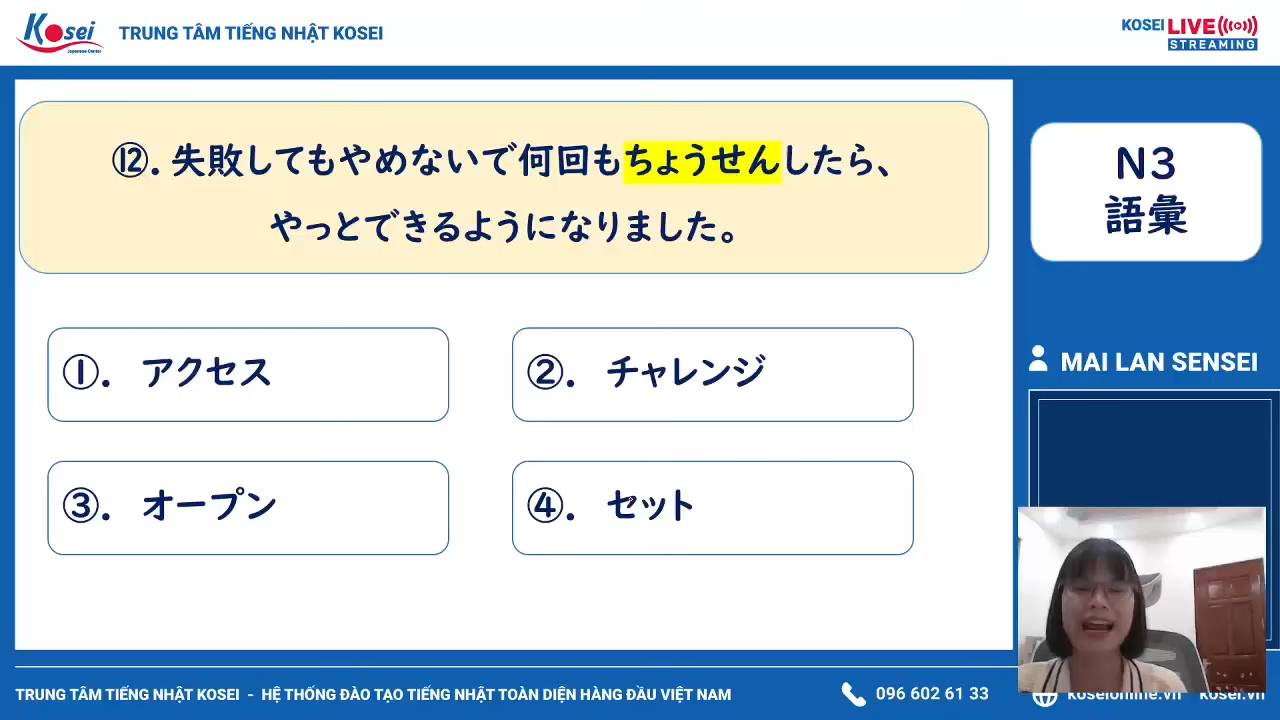 Kosei
Japanese Center
TRUNG TÂM TIẾNG NHẬT KOSEI
KOSEI LIVE
STREAMING
⑫. 失敗してもやめないで何回もちょうせんしたら、
やっとできるようになりました。
①. アクセス
②. チャレンジ
③. オープン
④. セット
N3
語彙
MAI LAN SENSEI
TRUNG TÂM TIẾNG NHẬT KOSEI - HỆ THỐNG ĐÀO TẠO TIẾNG NHẬT TOÀN DIỆN HÀNG ĐẦU VIỆT NAM
096 602 61 33
koseionline.vn kosei.vn